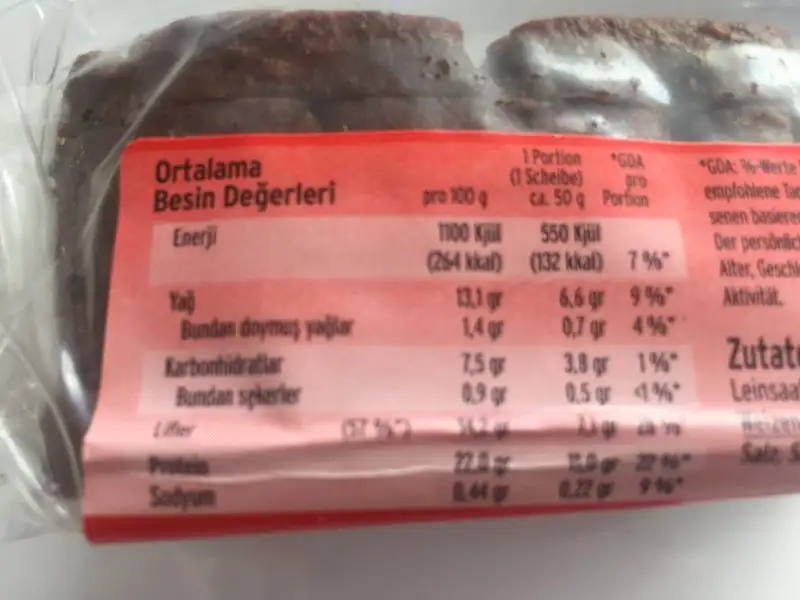 Ortalama
Besin Değerleri
pro 100 g
1 Portion
(1 Scheibe)
ca. 50 g
*GDA
pro
Portion
Enerji 1100 Kjül 550 Kjül
(264 kkal) (132 kkal) 7 %*
Yağ 13,1 gr 6,6 gr 9 %*
Bundan doymuş yağlar 1,4 gr 0,7 gr 4 %*
Karbonhidratlar 7,5 gr 3,8 gr 1 %*
Bundan şekerler 0,9 gr 0,5 gr <1 %*
Lifler
Protein 22,0 gr 11,0 gr 22 %*
Sodyum 0,44 gr 0,22 gr 9 %*
*GDA: %-Werte
empfohlene
senen basieren
Der persönlich
Alter, Geschle
Aktivität.
Zutate
Leinsaa
Weizen
Salz, S